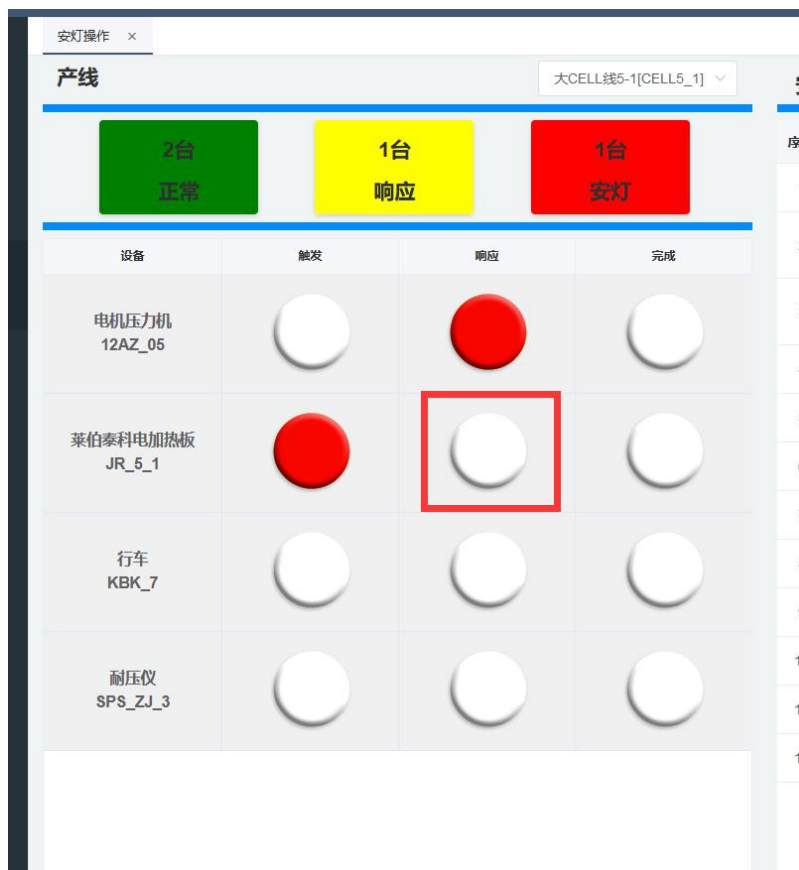 安灯操作 ×
产线
大CELL线5-1[CELL5_1]
2台
正常
1台
响应
1台
安灯
设备 触发 响应 完成
电机压力机
12AZ_05
莱伯泰科电加热板
JR_5_1
行车
KBK_7
耐压仪
SPS_ZJ_3